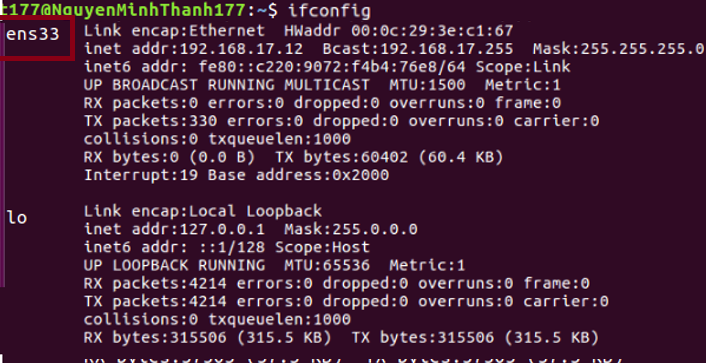 c177@NguyenMinhThanh177:~$ ifconfig
ens33 Link encap:Ethernet HWaddr 00:0c:29:3e:c1:67
inet addr:192.168.17.12 Bcast:192.168.17.255 Mask:255.255.255.0
inet6 addr: fe80::c220:9072:f4b4:76e8/64 Scope:Link
UP BROADCAST RUNNING MULTICAST MTU:1500 Metric:1
RX packets:0 errors:0 dropped:0 overruns:0 frame:0
TX packets:330 errors:0 dropped:0 overruns:0 carrier:0
collisions:0 txqueuelen:1000
RX bytes:0 (0.0 B) TX bytes:60402 (60.4 KB)
Interrupt:19 Base address:0x2000
lo Link encap:Local Loopback
inet addr:127.0.0.1 Mask:255.0.0.0
inet6 addr: ::1/128 Scope:Host
UP LOOPBACK RUNNING MTU:65536 Metric:1
RX packets:4214 errors:0 dropped:0 overruns:0 frame:0
TX packets:4214 errors:0 dropped:0 overruns:0 carrier:0
collisions:0 txqueuelen:1000
RX bytes:315506 (315.5 KB) TX bytes:315506 (315.5 KB)